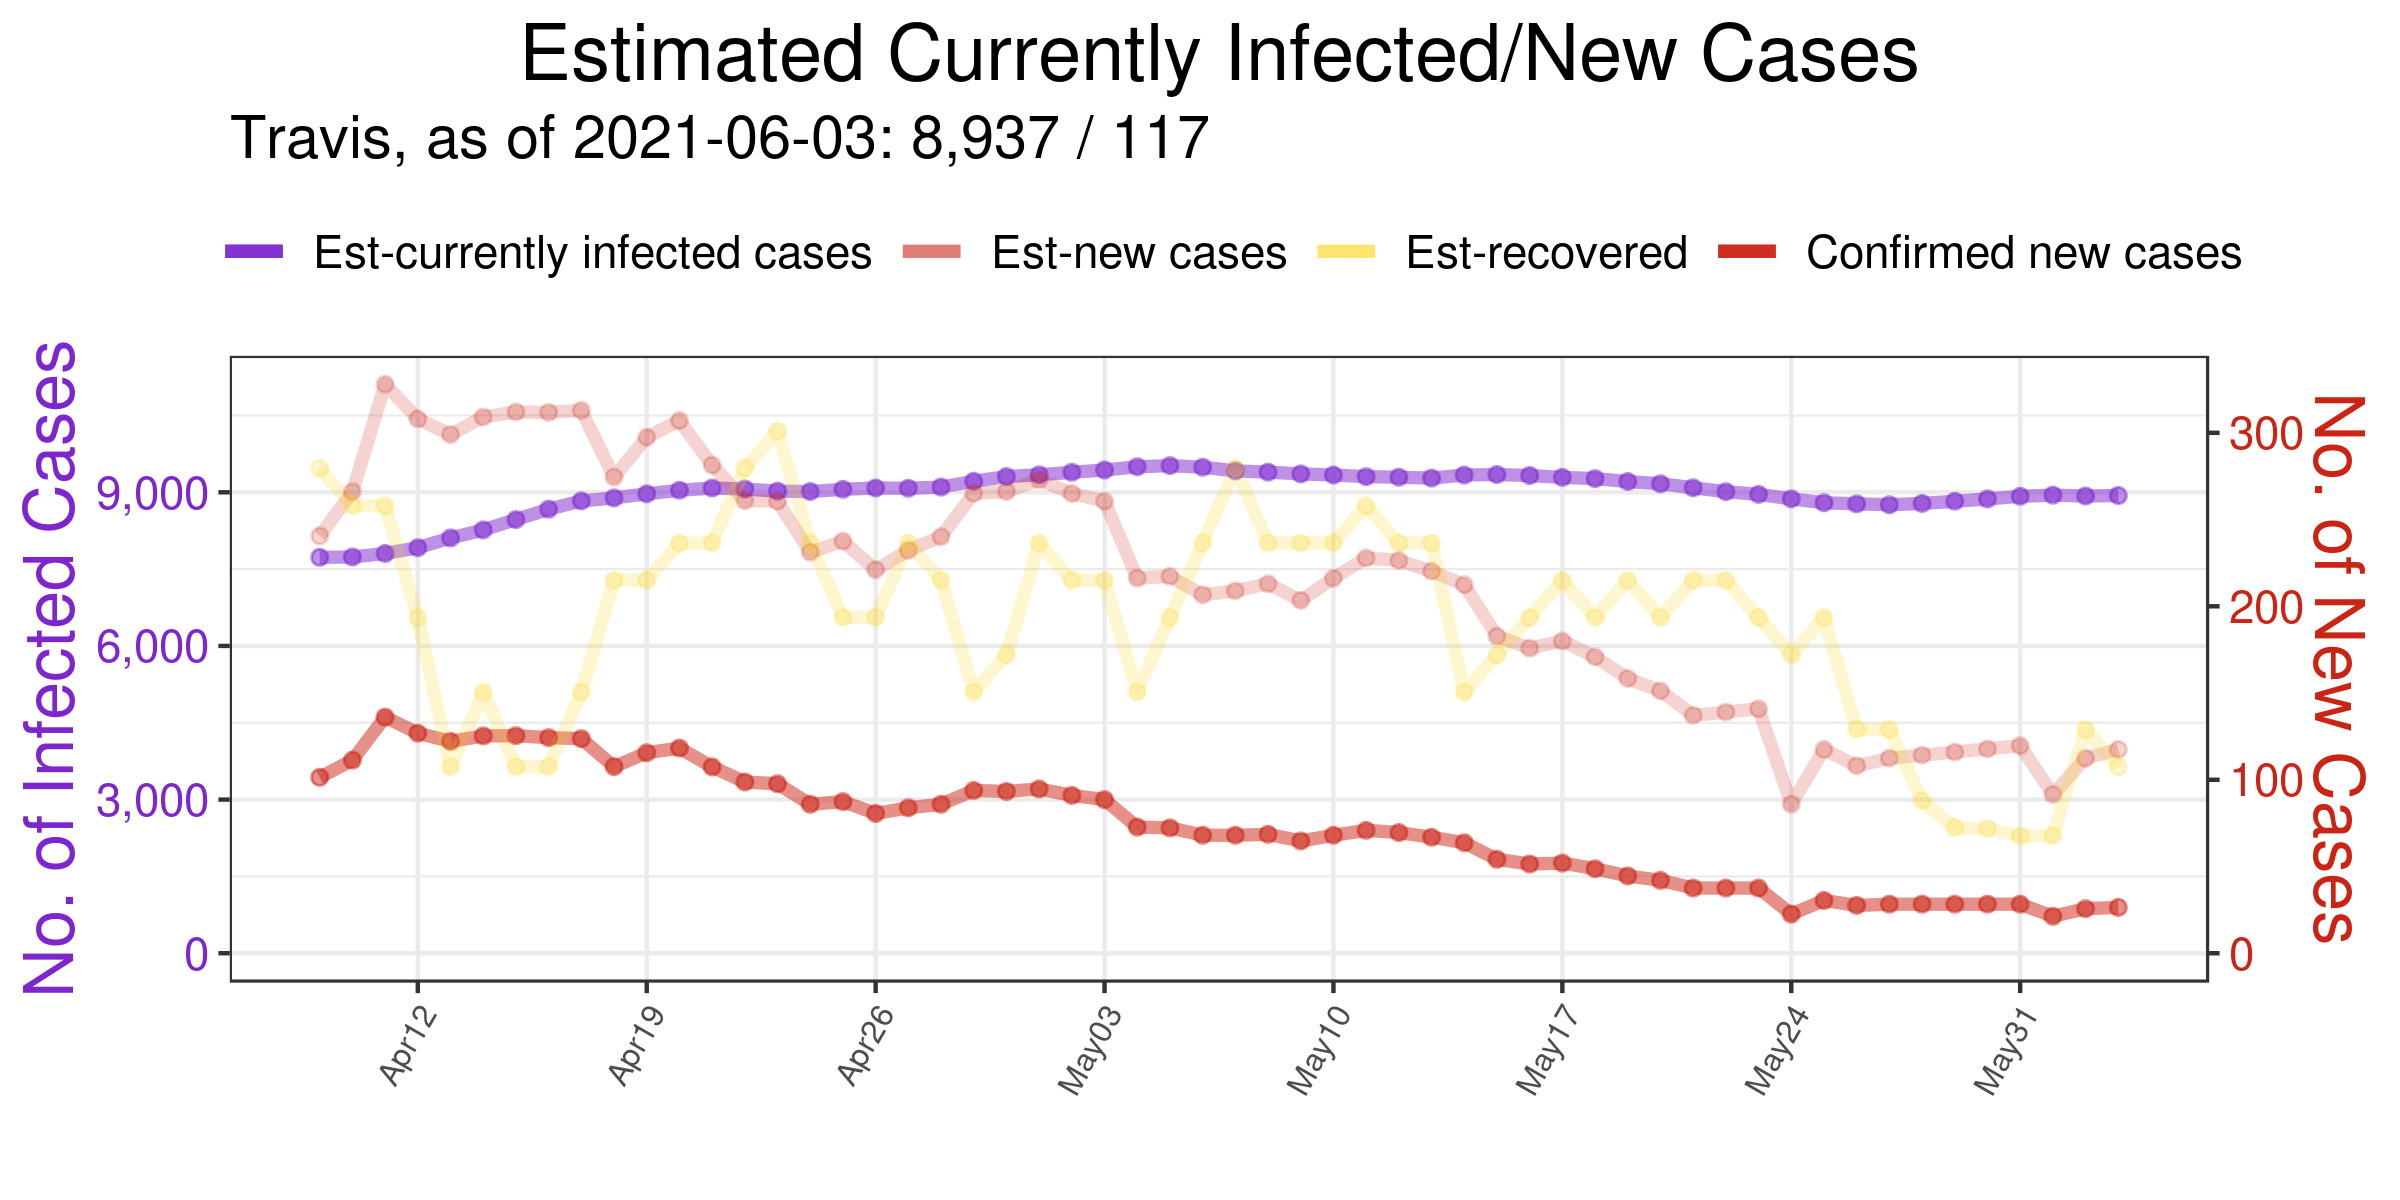 Estimated Currently Infected/New Cases
Travis, as of 2021-06-03: 8,937 / 117
Est-currently infected cases Est-new cases Est-recovered Confirmed new cases
No. of Infected Cases
9,000
6,000
3,000
0
300
200
100
0
No. of New Cases
Apr12 Apr19 Apr26 May03 May10 May17 May24 May31